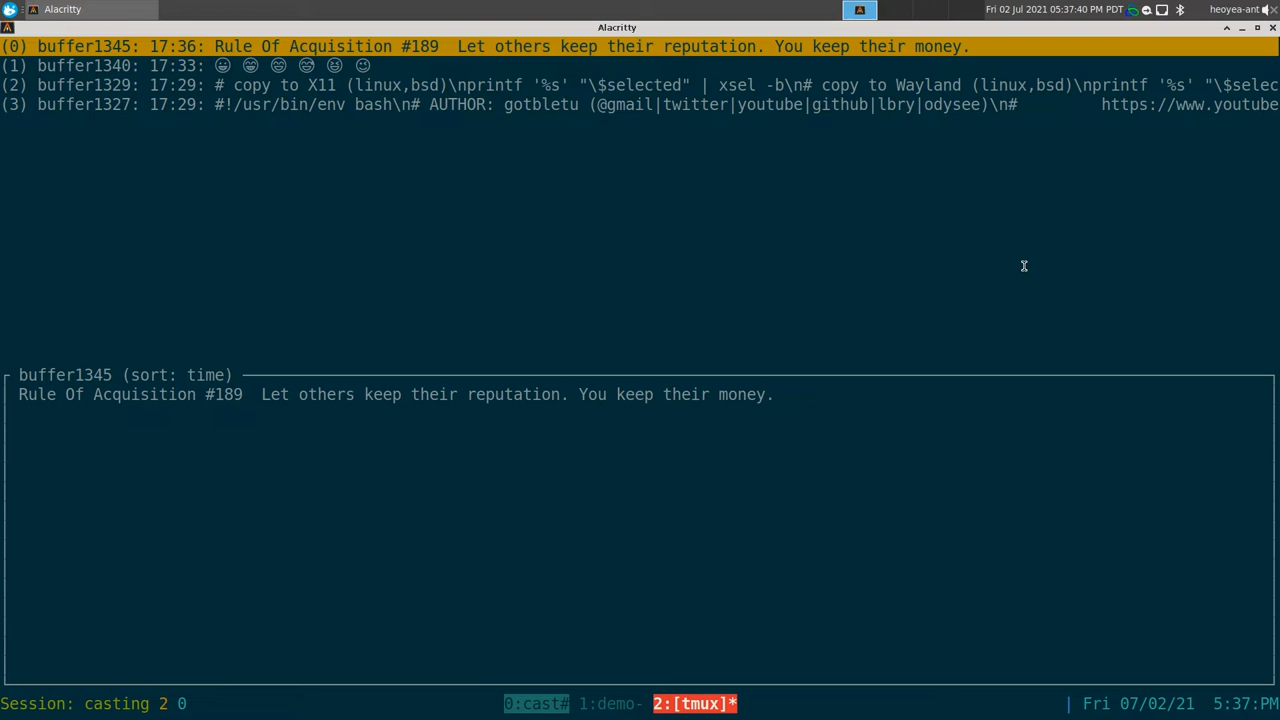 Alacritty
Fri 02 Jul 2021 05:37:40 PM PDT
heoyea-ant
Alacritty
(0) buffer1345: 17:36: Rule Of Acquisition #189  Let others keep their reputation. You keep their money.
(1) buffer1340: 17:33: 😀 😁 😄 😅 😆 😉
(2) buffer1329: 17:29: # copy to X11 (linux,bsd)\nprintf '%s' "\$selected" | xsel -b\n# copy to Wayland (linux,bsd)\nprintf '%s' "\$selec
(3) buffer1327: 17:29: #!/usr/bin/env bash\n# AUTHOR: gotbletu (@gmail|twitter|youtube|github|lbry|odysee)\n#         https://www.youtube
buffer1345 (sort: time)
Rule Of Acquisition #189  Let others keep their reputation. You keep their money.
Session: casting 2 0
0:cast# 1:demo- 2:[tmux]*
| Fri 07/02/21  5:37:PM